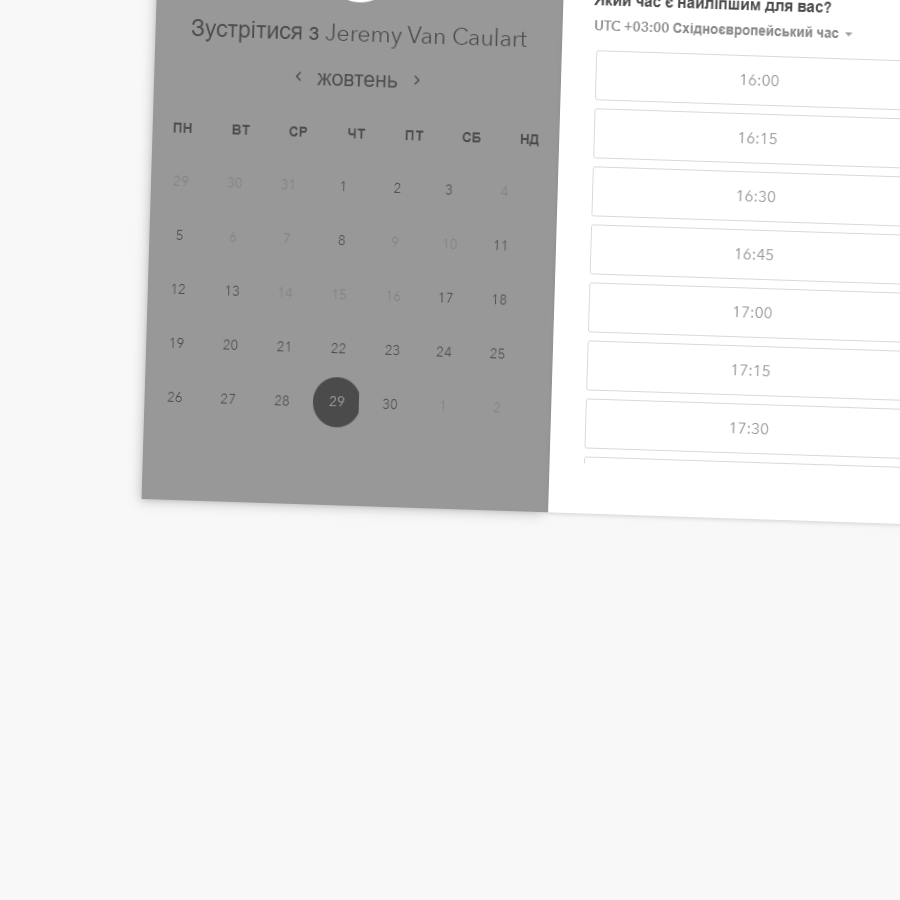 Зустрітися з Jeremy Van Caulart
‹ жовтень ›
ПН ВТ СР ЧТ ПТ СБ НД
29 30 31 1 2 3 4
5 6 7 8 9 10 11
12 13 14 15 16 17 18
19 20 21 22 23 24 25
26 27 28 29 30 1 2
Який час є найліпшим для вас?
UTC +03:00 Східноєвропейський час
16:00
16:15
16:30
16:45
17:00
17:15
17:30